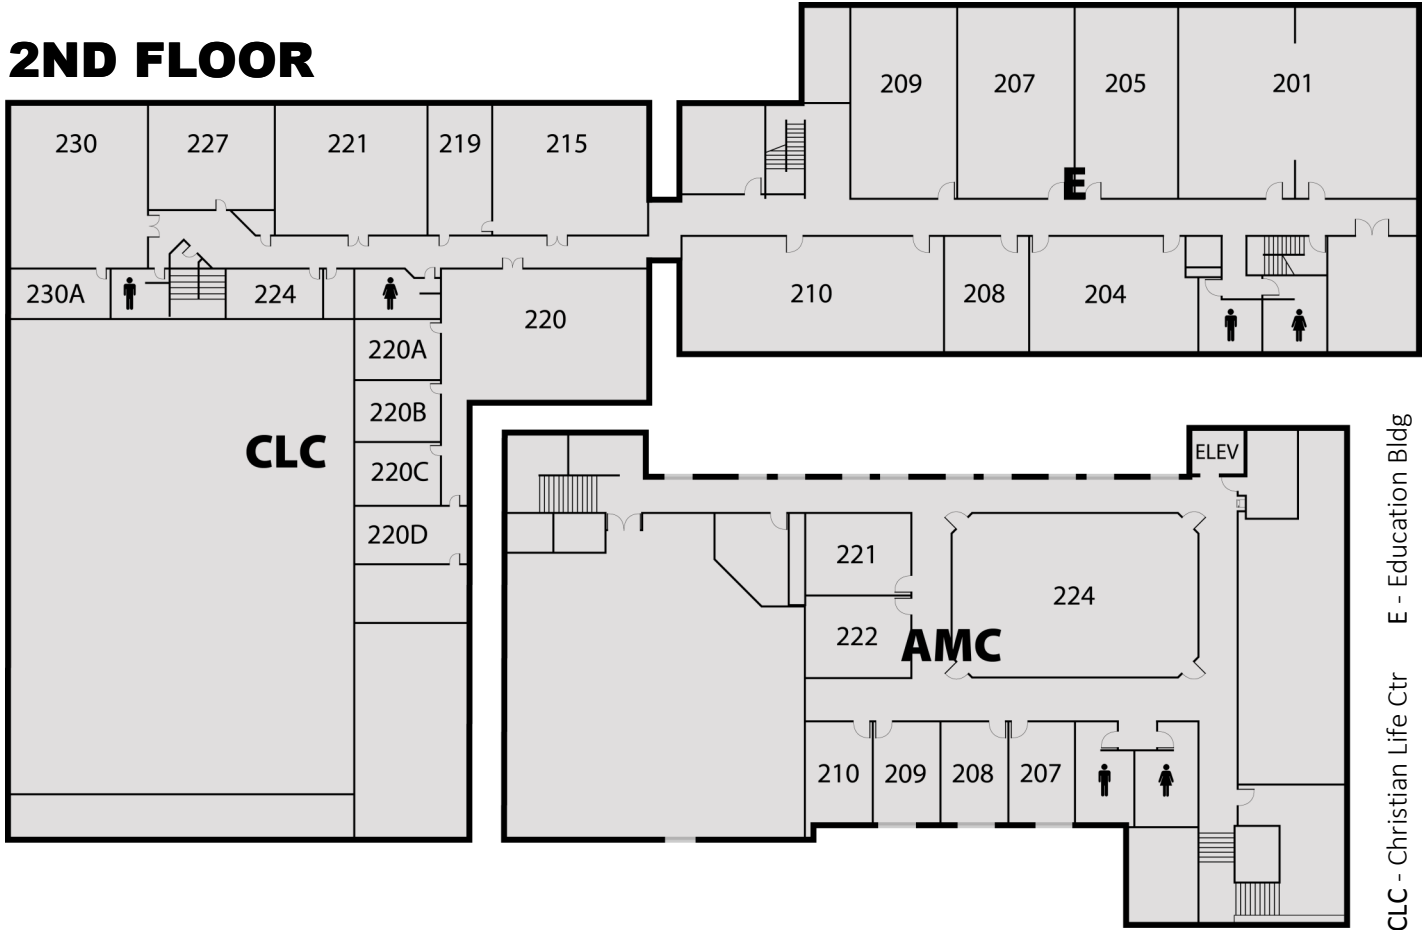 2ND FLOOR
209
207
205
201
E
230
227
221
219
215
230A
224
220
210
208
204
220A
220B
220C
220D
CLC
ELEV
221
222
224
AMC
210
209
208
207
E - Education Bldg
CLC - Christian Life Ctr